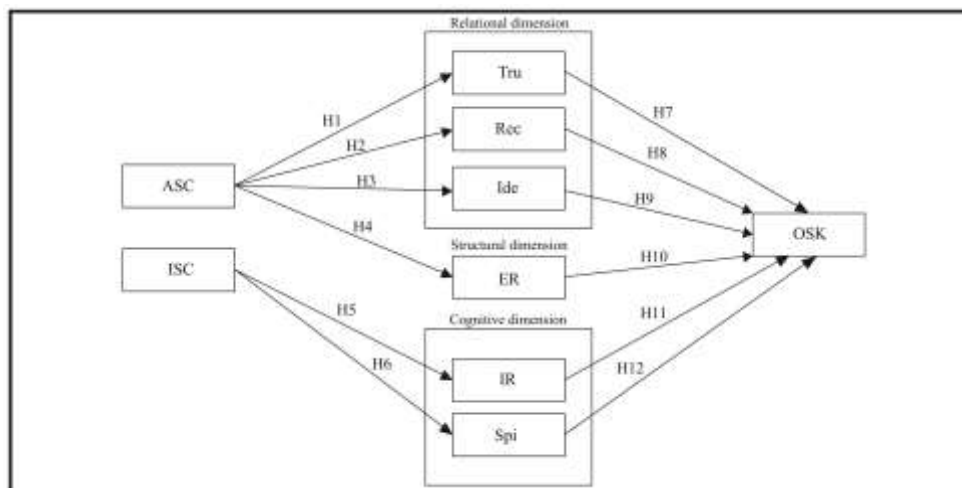 Relational dimension
Tru
H1
H7
Rec
H2
H8
ASC
H3
Ide
H9
H4
OSK
Structural dimension
ISC
ER
H10
H5
Cognitive dimension
H11
H6
IR
H12
Spi